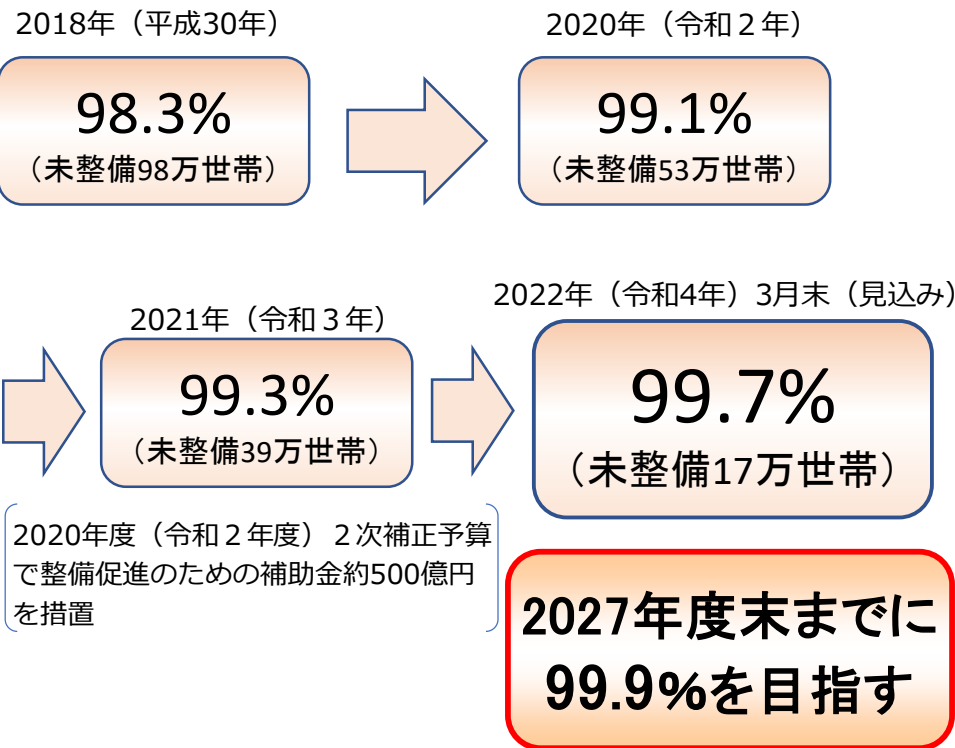 2018年（平成30年）
98.3%
（未整備98万世帯）
2020年（令和２年）
99.1%
（未整備53万世帯）
2021年（令和３年）
99.3%
（未整備39万世帯）
2022年（令和4年）3月末（見込み）
99.7%
（未整備17万世帯）
2020年度（令和２年度）２次補正予算
で整備促進のための補助金約500億円
を措置
2027年度末までに
99.9%を目指す